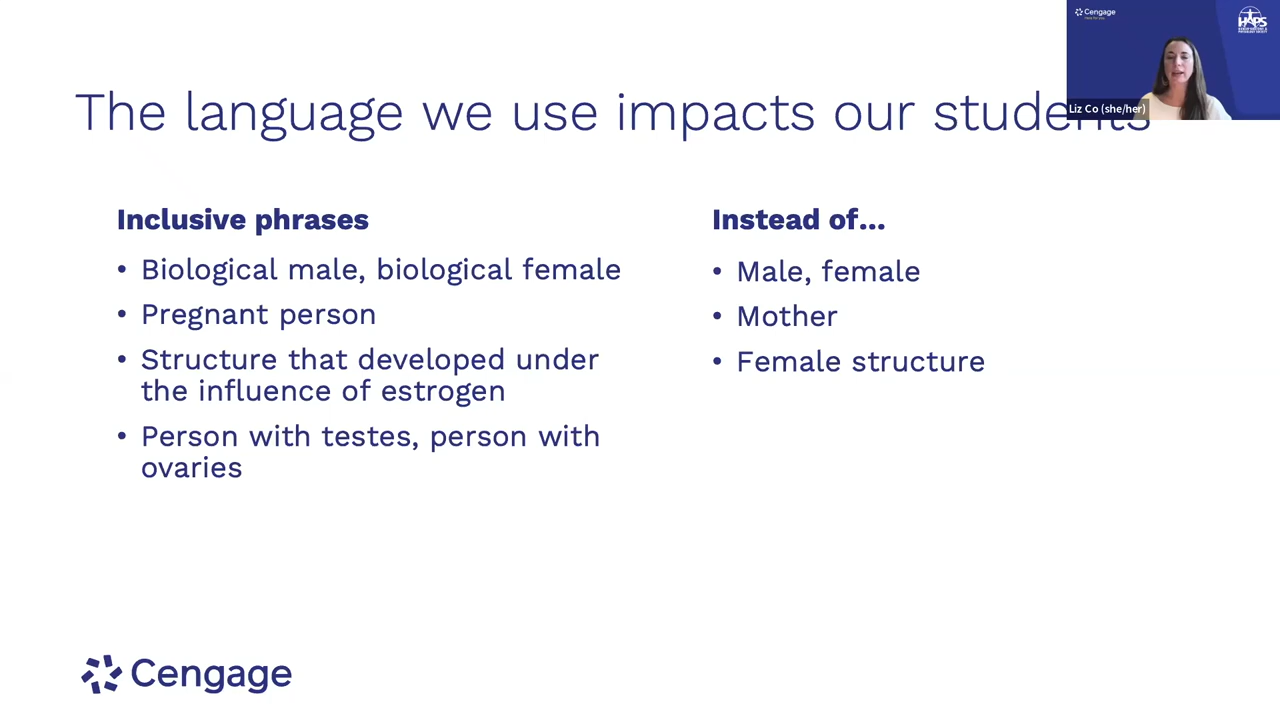 Cengage
HAPS
The language we use impacts our students
Liz Co (she/her)
Inclusive phrases
• Biological male, biological female
• Pregnant person
• Structure that developed under
the influence of estrogen
• Person with testes, person with
ovaries
Instead of...
• Male, female
• Mother
• Female structure
Cengage